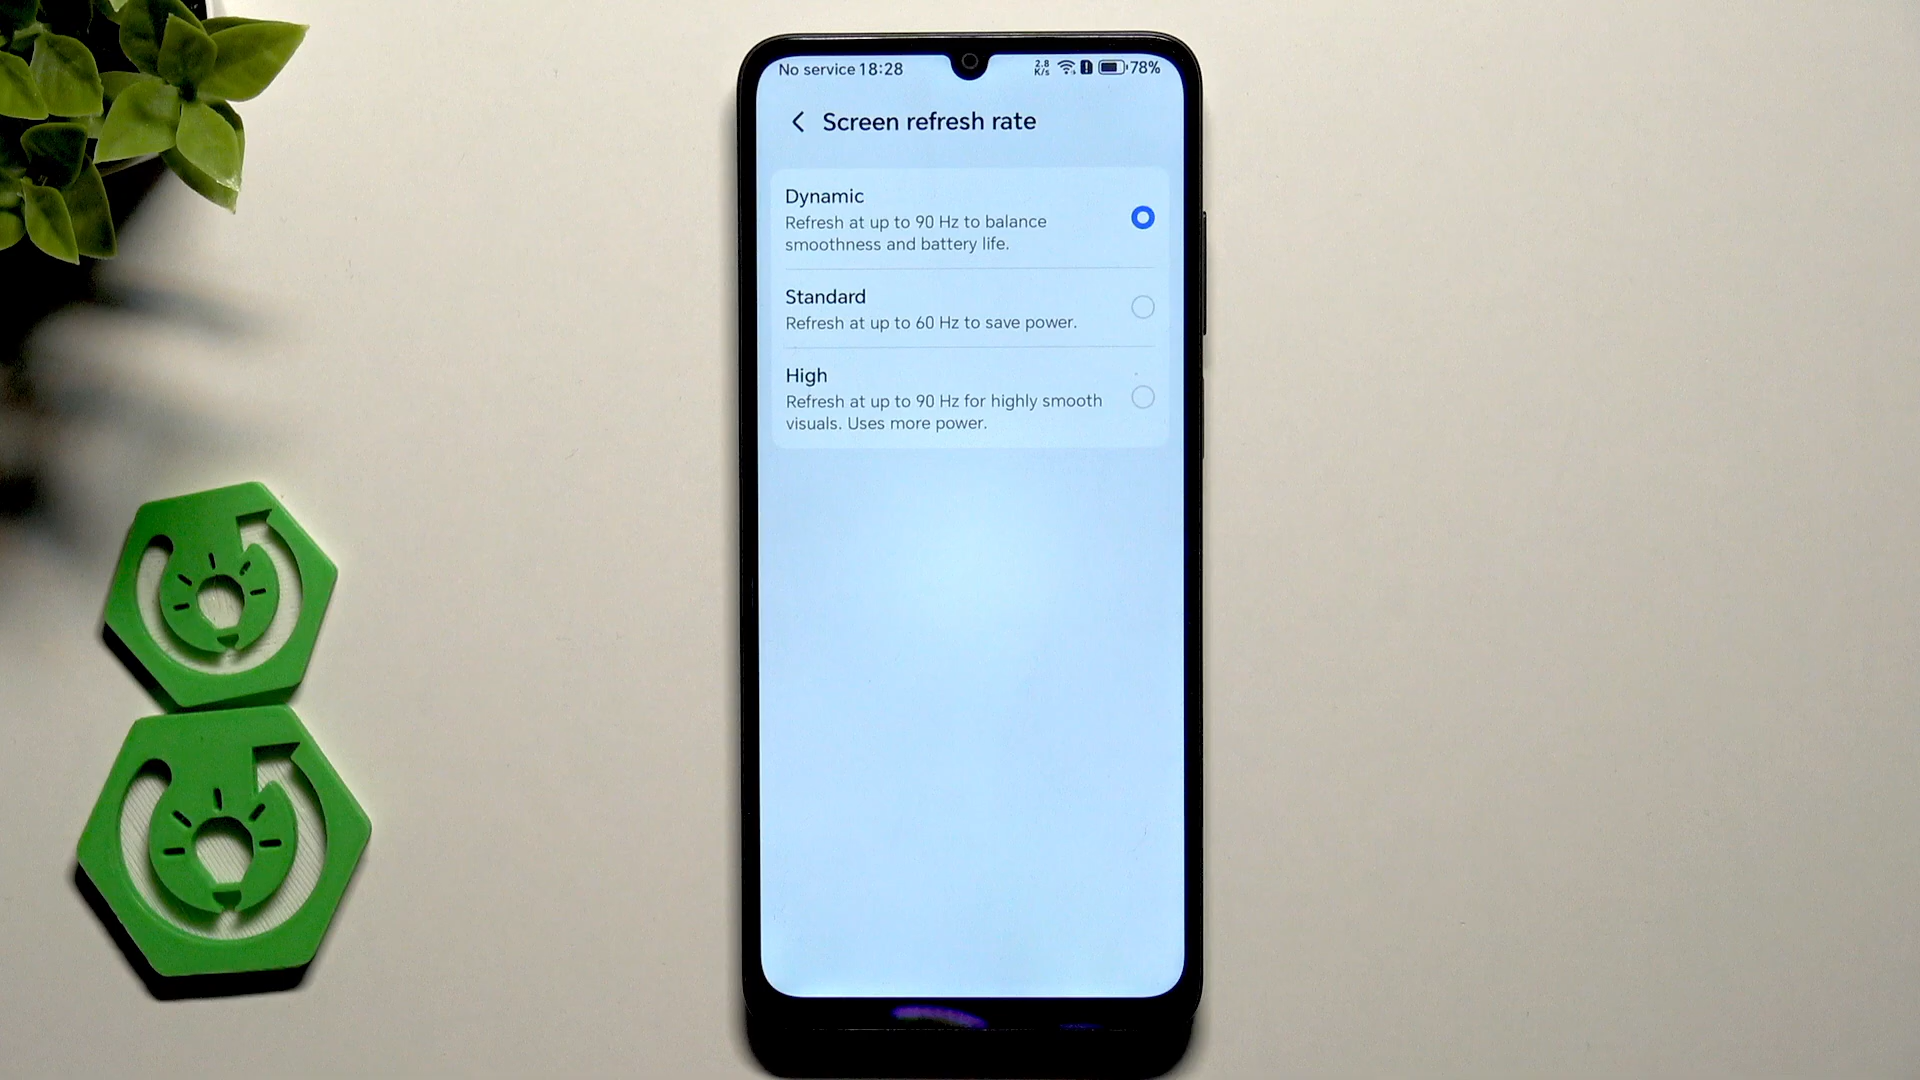 No service 18:28
2.8
K/s
78%
Screen refresh rate
Dynamic
Refresh at up to 90 Hz to balance
smoothness and battery life.
Standard
Refresh at up to 60 Hz to save power.
High
Refresh at up to 90 Hz for highly smooth
visuals. Uses more power.